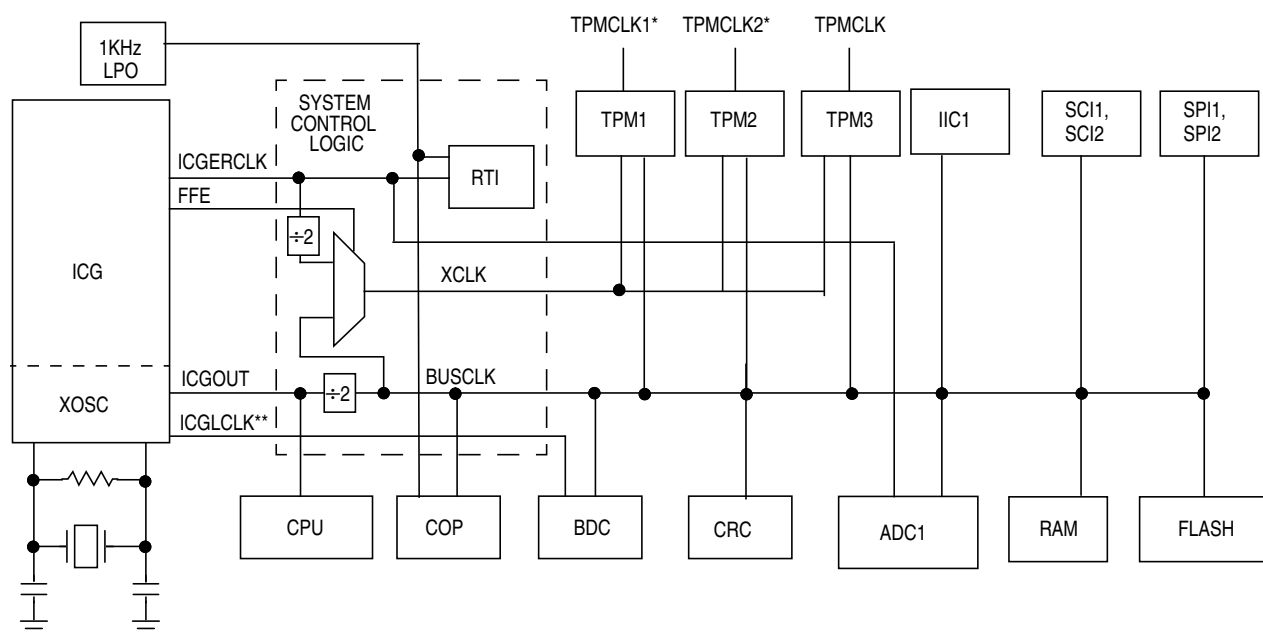 TPMCLK1* TPMCLK2* TPMCLK
1KHz
LPO
SYSTEM
CONTROL
LOGIC
TPM1
TPM2
TPM3
IIC1
SCI1,
SCI2
SPI1,
SPI2
ICGERCLK
RTI
FFE
÷2
ICG
XCLK
ICGOUT
÷2
BUSCLK
XOSC
ICGLCLK**
CPU
COP
BDC
CRC
ADC1
RAM
FLASH